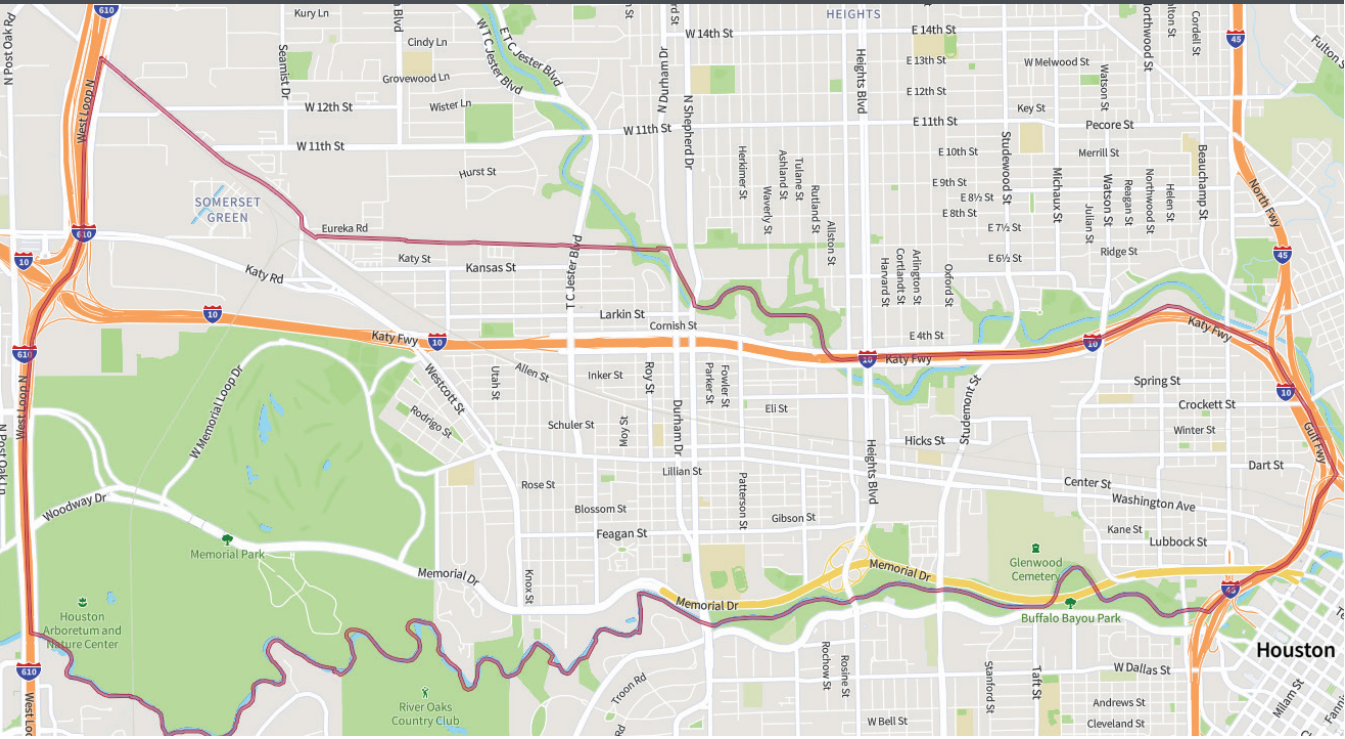 610
Kury Ln
Blvd
HEIGHTS
W 14th St
E 14th St
Cordell St
45
Fulton S
N Post Oak Rd
Seamist Dr
Cindy Ln
E T C Jester Blvd
W T C Jester Blvd
N Durham Dr
Heights Blvd
E 13th St
W Melwood St
Northwood St
Grovewood Ln
Watson St
West Loop N
W 12th St
Wister Ln
N Shepherd Dr
E 12th St
Key St
W 11th St
W 11th St
E 11th St
Pecore St
Studewood St
Herkimer St
Ashland St
Tulane St
Waverly St
Rutland St
Allston St
E 10th St
Merrill St
Beauchamp St
Hurst St
E 9th St
Michaux St
Watson St
Reagan St
Northwood St
Helen St
Julian St
North Fwy
SOMERSET
GREEN
E 8½ St
E 8th St
Eureka Rd
E 7½ St
610
10
Katy St
Kansas St
T C Jester Blvd
Harvard St
Cortlandt St
Arlington St
Oxford St
E 6½ St
Ridge St
45
Katy Rd
10
Larkin St
Cornish St
E 4th St
Katy Fwy
10
10
Katy Fwy
10
Katy Fwy
610
West Loop N
N Post Oak Ln
W Memorial Loop Dr
Westcott St
Utah St
Allen St
Inker St
Roy St
Parker St
Fowler St
Studemont St
Spring St
10
Rodrigo St
Moy St
Durham Dr
Eli St
Crockett St
Schuler St
Heights Blvd
Hicks St
Winter St
Gulf Fwy
Lillian St
Dart St
Rose St
Patterson St
Center St
Woodway Dr
Blossom St
Gibson St
Washington Ave
Feagan St
Kane St
Lubbock St
Memorial Park
Memorial Dr
Knox St
Memorial Dr
Glenwood
Cemetery
Houston
Arboretum and
Nature Center
Memorial Dr
Buffalo Bayou Park
45
Houston
610
Rochow St
Rosine St
Stanford St
Taft St
W Dallas St
Troon Rd
River Oaks
Country Club
W Bell St
Andrews St
Cleveland St
Milam St
Fannin
West Loo
Rd